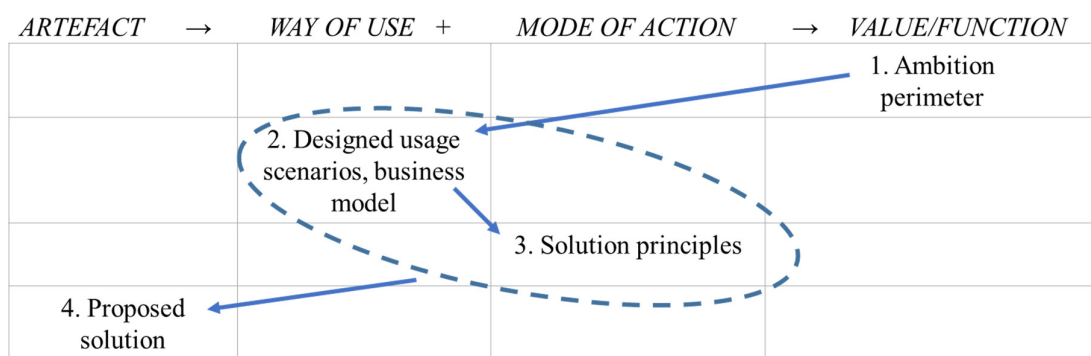 ARTEFACT → WAY OF USE + MODE OF ACTION → VALUE/FUNCTION
1. Ambition
perimeter
2. Designed usage
scenarios, business
model
3. Solution principles
4. Proposed
solution